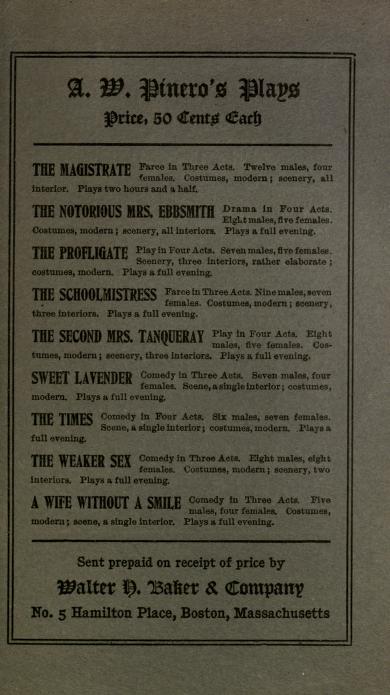 A. W. Pinero's Plays
Price, 50 Cents Each
THE MAGISTRATE Farce in Three Acts. Twelve males, four
females. Costumes, modern; scenery, all
interior. Plays two hours and a half.
THE NOTORIOUS MRS. EBBSMITH Drama in Four Acts.
Eight males, five females.
Costumes, modern; scenery, all interiors. Plays a full evening.
THE PROFLIGATE Play in Four Acts. Seven males, five females.
Scenery, three interiors, rather elaborate;
costumes, modern. Plays a full evening.
THE SCHOOLMISTRESS Farce in Three Acts. Nine males, seven
females. Costumes, modern; scenery,
three interiors. Plays a full evening.
THE SECOND MRS. TANQUERAY Play in Four Acts. Eight
males, five females. Cos-
tumes, modern; scenery, three interiors. Plays a full evening.
SWEET LAVENDER Comedy in Three Acts. Seven males, four
females. Scene, a single interior; costumes,
modern. Plays a full evening.
THE TIMES Comedy in Four Acts. Six males, seven females.
Scene, a single interior; costumes, modern. Plays a
full evening.
THE WEAKER SEX Comedy in Three Acts. Eight males, eight
females. Costumes, modern; scenery, two
interiors. Plays a full evening.
A WIFE WITHOUT A SMILE Comedy in Three Acts. Five
males, four females. Costumes,
modern; scene, a single interior. Plays a full evening.
Sent prepaid on receipt of price by
Walter H. Baker & Company
No. 5 Hamilton Place, Boston, Massachusetts